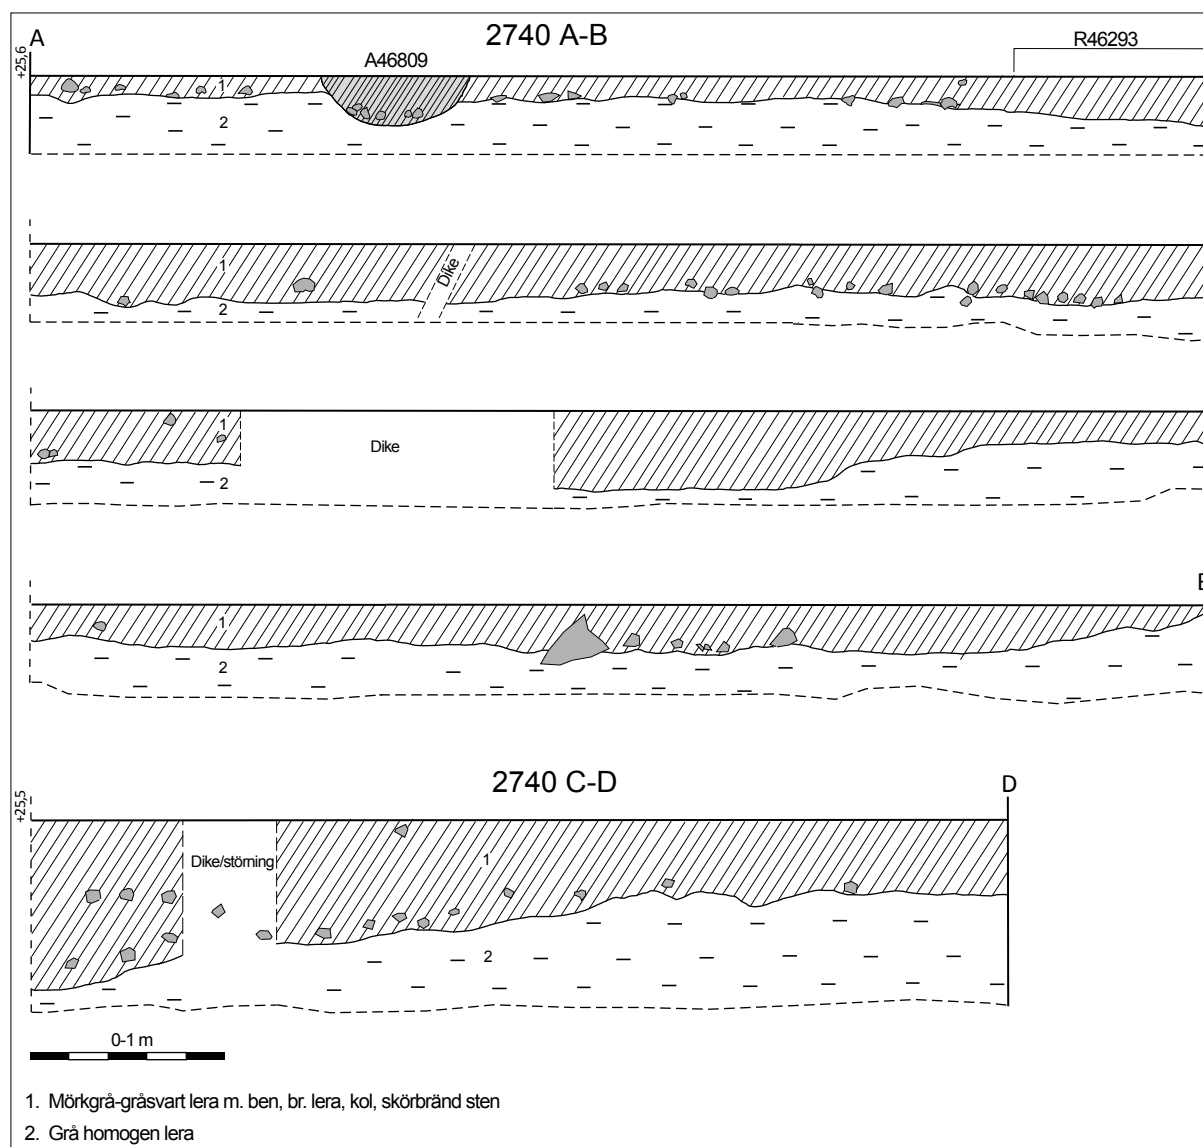 A
2740 A-B
+25,6
A46809
R46293
1
2
1
2
Dike
1
2
Dike
B
1
2
2740 C-D
D
+25,5
Dike/störning
1
2
0-1 m
1. Mörkgrå-gråsvart lera m. ben, br. lera, kol, skörbränd sten
2. Grå homogen lera